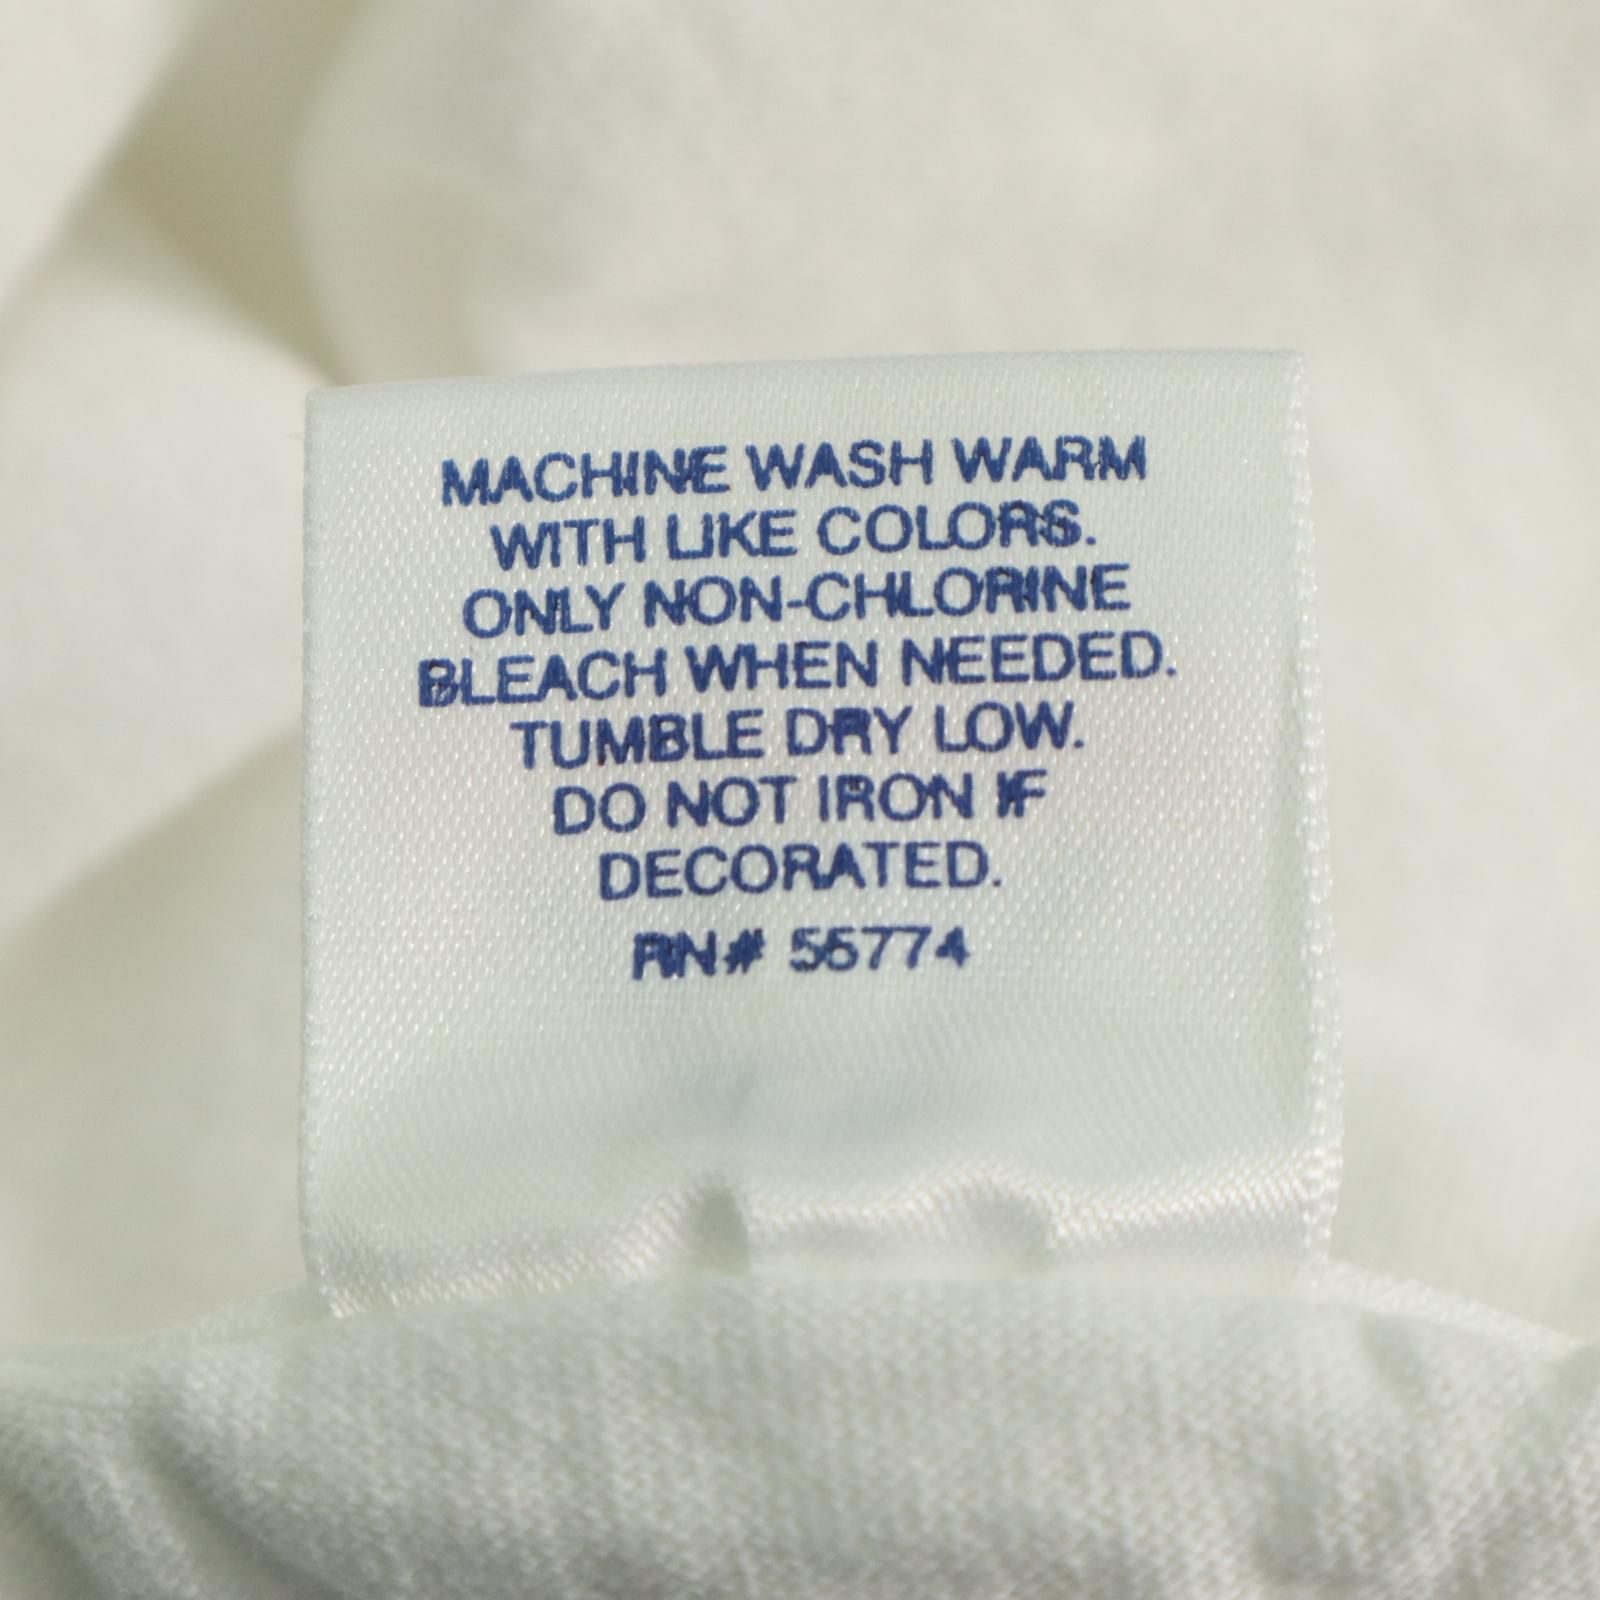 MACHINE WASH WARM
WITH LIKE COLORS.
ONLY NON-CHLORINE
BLEACH WHEN NEEDED.
TUMBLE DRY LOW.
DO NOT IRON IF
DECORATED.
RN# 55774